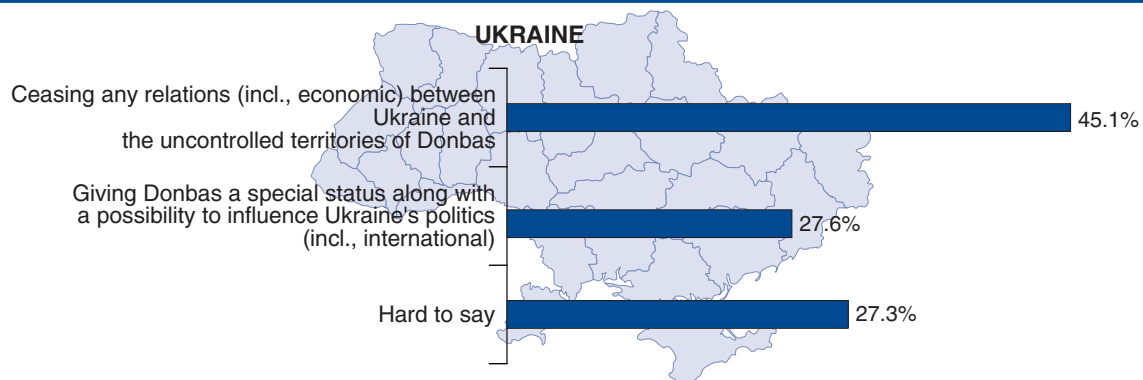 UKRAINE
Ceasing any relations (incl., economic) between
Ukraine and
the uncontrolled territories of Donbas
45.1%
Giving Donbas a special status along with
a possibility to influence Ukraine's politics
(incl., international)
27.6%
Hard to say
27.3%